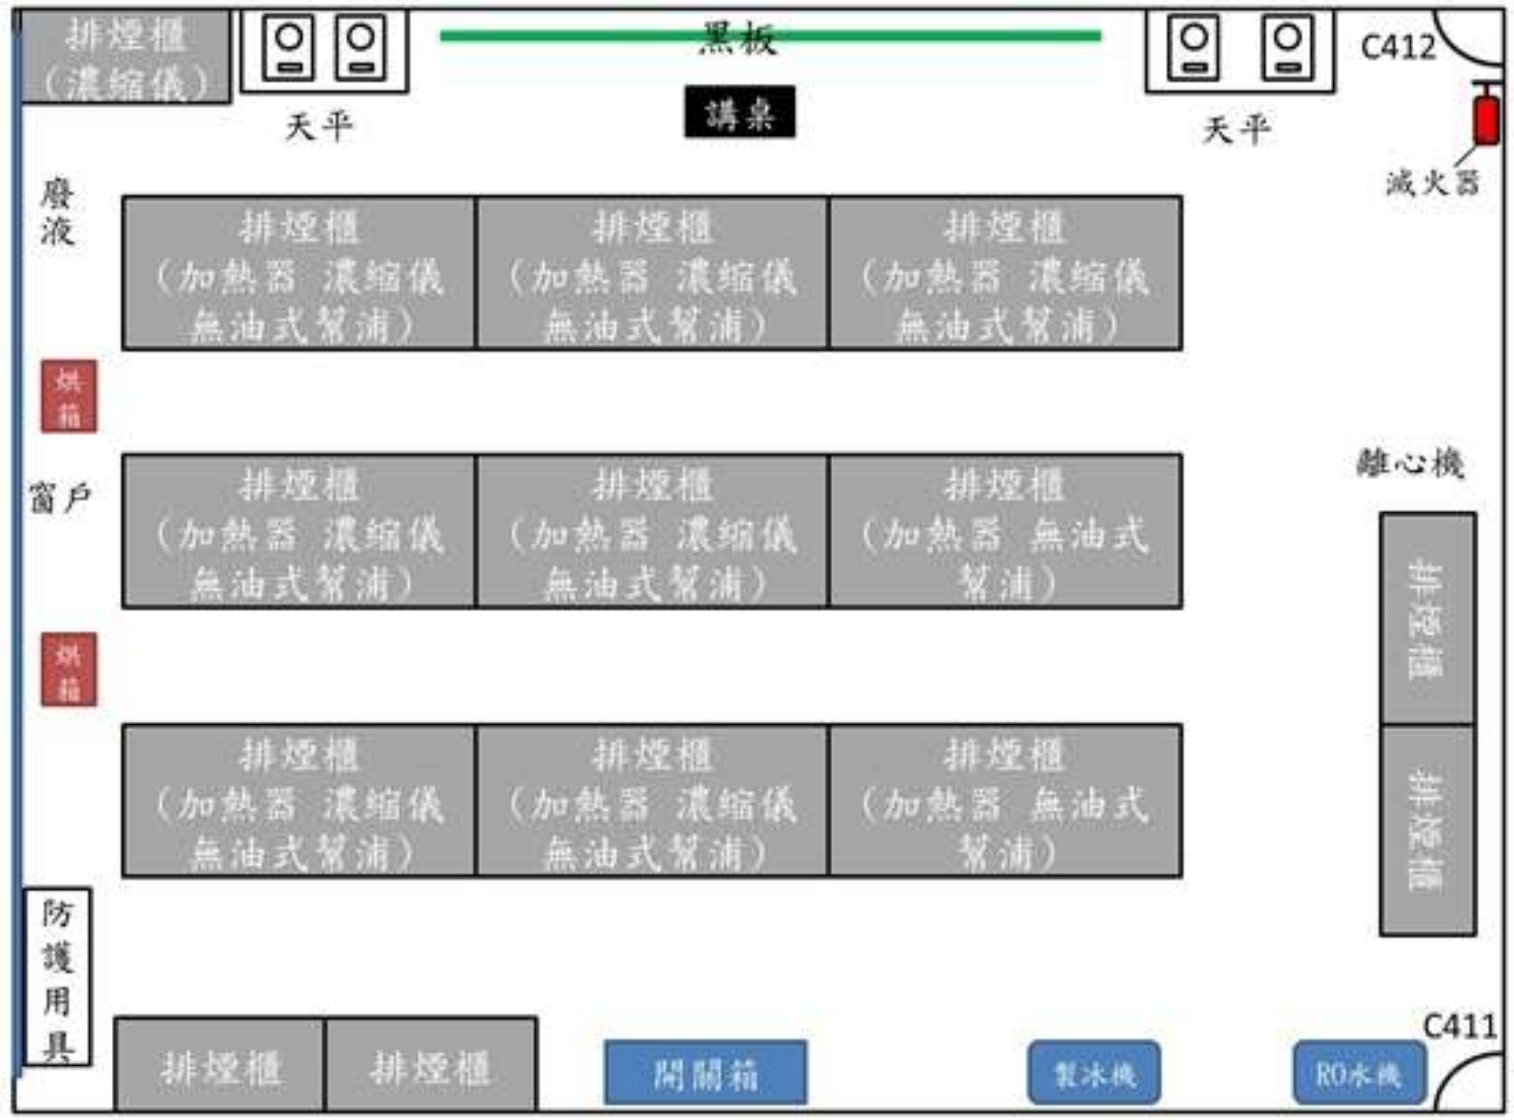 排煙櫃
（濃縮儀）
天平
黑板
講桌
天平
C412
滅火器
廢
液
排煙櫃
（加熱器 濃縮儀
無油式幫浦）
排煙櫃
（加熱器 濃縮儀
無油式幫浦）
排煙櫃
（加熱器 濃縮儀
無油式幫浦）
烘
箱
窗戶
排煙櫃
（加熱器 濃縮儀
無油式幫浦）
排煙櫃
（加熱器 濃縮儀
無油式幫浦）
排煙櫃
（加熱器 無油式
幫浦）
離心機
排煙櫃
烘
箱
排煙櫃
（加熱器 濃縮儀
無油式幫浦）
排煙櫃
（加熱器 濃縮儀
無油式幫浦）
排煙櫃
（加熱器 無油式
幫浦）
排煙櫃
防
護
用
具
排煙櫃
排煙櫃
開關箱
製冰機
RO水機
C411